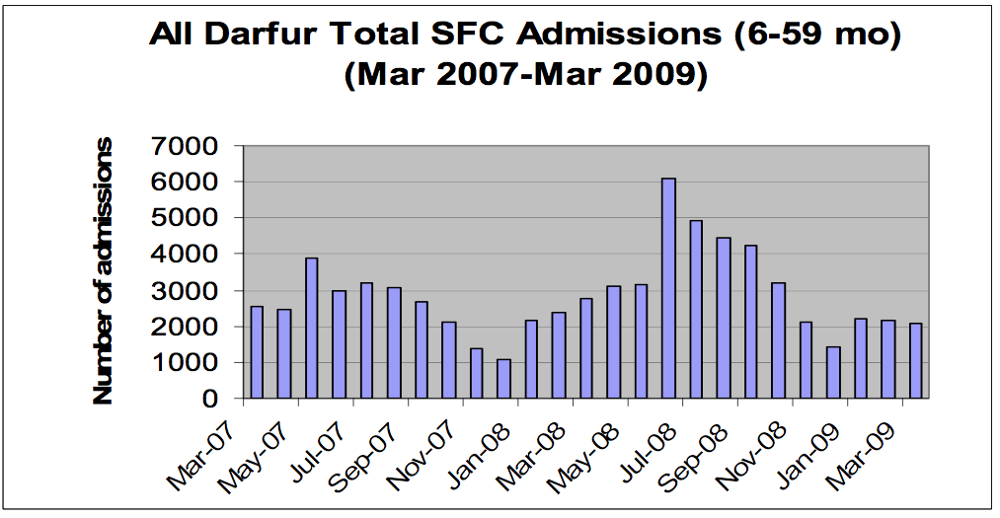 All Darfur Total SFC Admissions (6-59 mo)
(Mar 2007-Mar 2009)
Number of admissions
7000
6000
5000
4000
3000
2000
1000
0
Mar-07
May-07
Jul-07
Sep-07
Nov-07
Jan-08
Mar-08
May-08
Jul-08
Sep-08
Nov-08
Jan-09
Mar-09